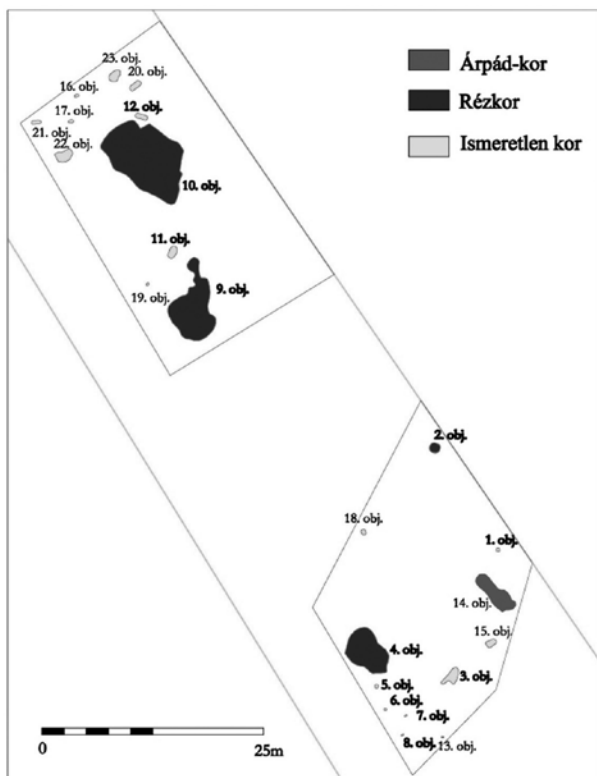 23. obj.
20. obj.
16. obj.
12. obj.
17. obj.
21. obj.
22. obj.
10. obj.
11. obj.
19. obj.
9. obj.
Árpád-kor
Rézkor
Ismeretlen kor
2. obj.
18. obj.
1. obj.
14. obj.
15. obj.
4. obj.
3. obj.
5. obj.
6. obj.
7. obj.
8. obj.
13. obj.
0 25m